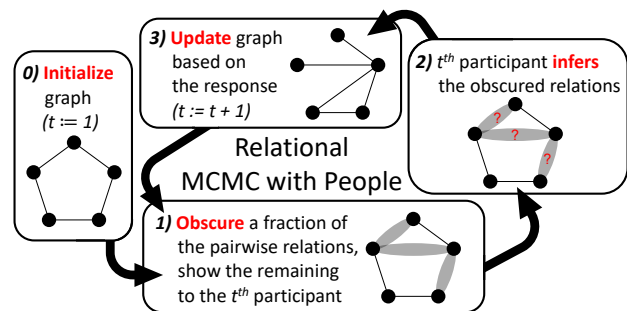 0) Initialize
graph
(t := 1)
3) Update graph
based on
the response
(t := t + 1)
2) tth participant infers
the obscured relations
?
?
?
Relational
MCMC with People
1) Obscure a fraction of
the pairwise relations,
show the remaining
to the tth participant